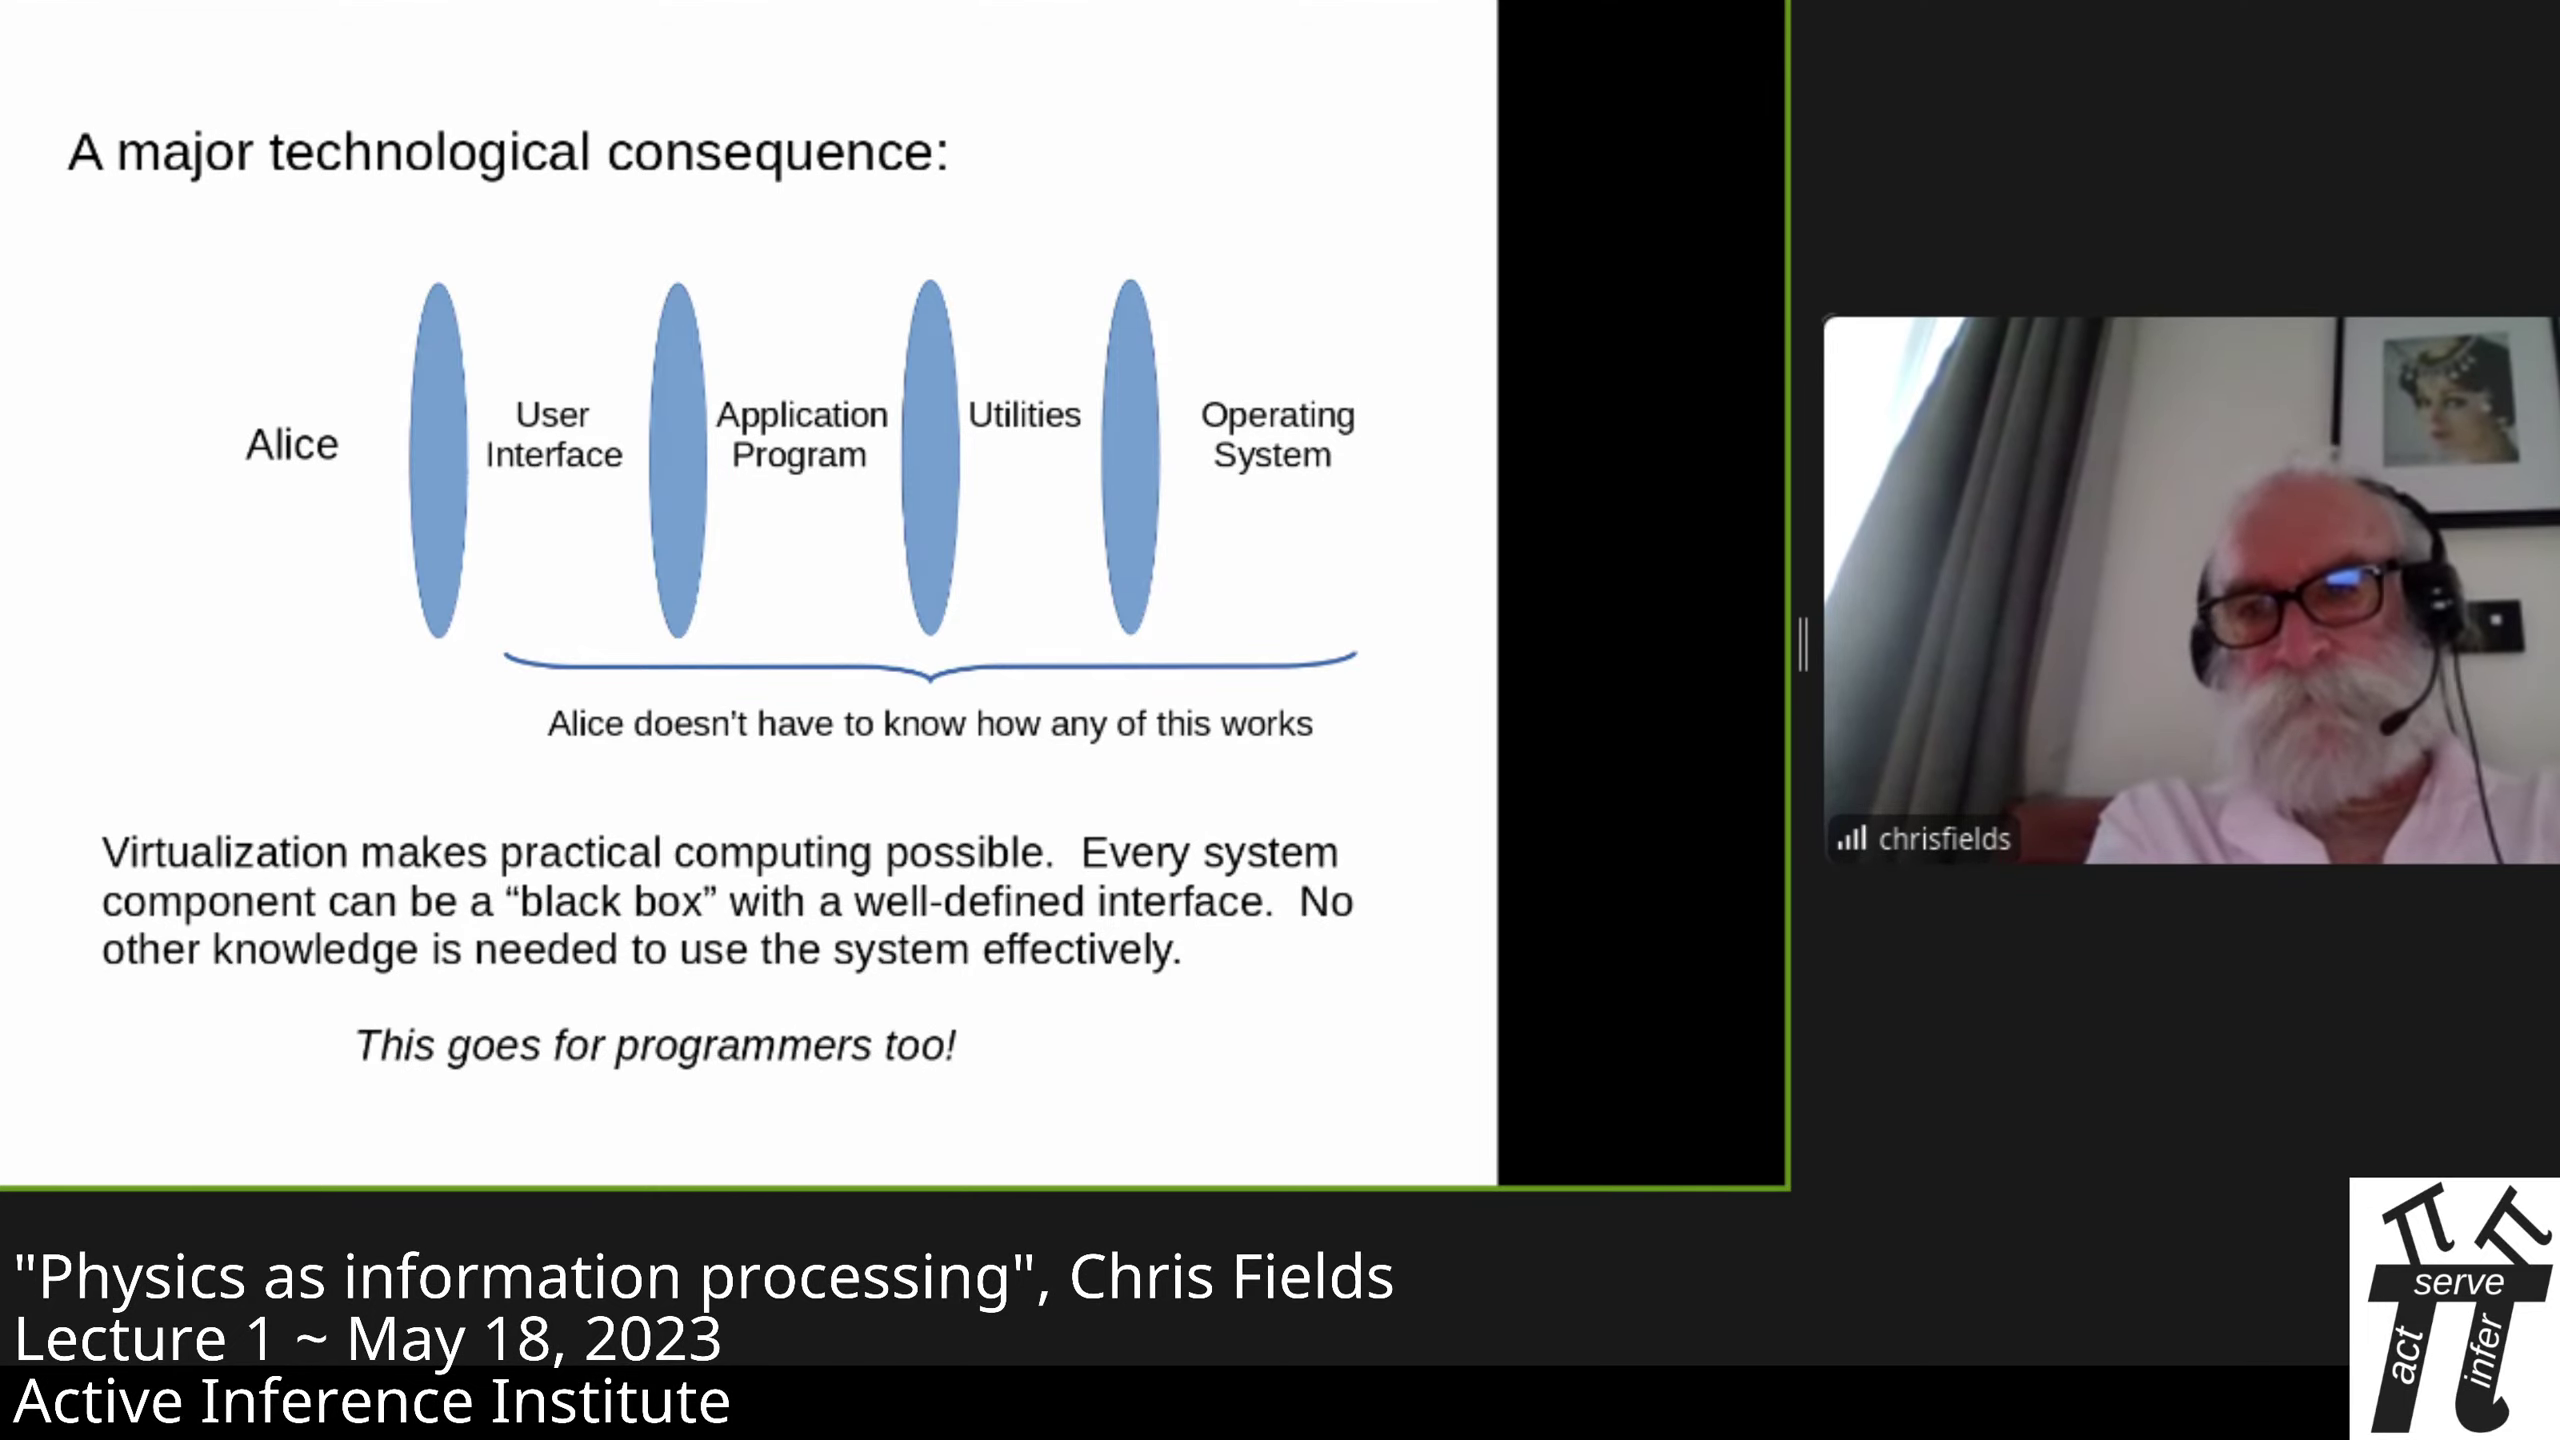 A major technological consequence:
Alice
User
Interface
Application
Program
Utilities
Operating
System
Alice doesn’t have to know how any of this works
Virtualization makes practical computing possible.  Every system
component can be a “black box” with a well-defined interface.  No
other knowledge is needed to use the system effectively.
This goes for programmers too!
chrisfields
"Physics as information processing", Chris Fields
Lecture 1 ~ May 18, 2023
Active Inference Institute
serve
act
infer